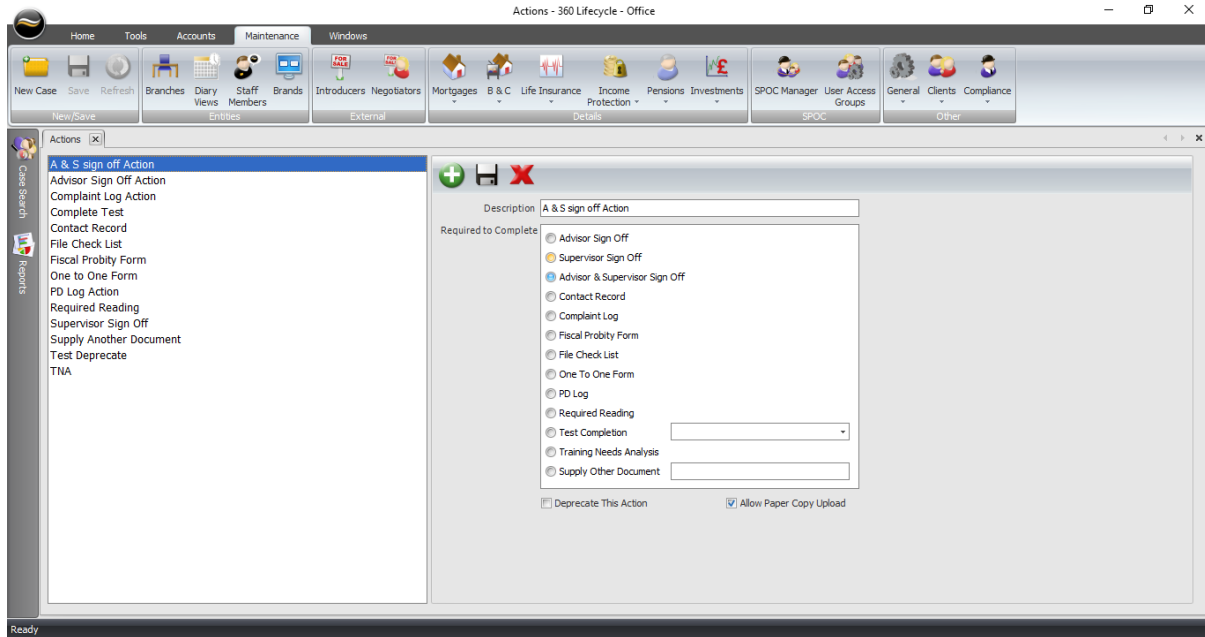 Actions - 360 Lifecycle - Office
Home Tools Accounts Maintenance Windows
New Case Save Refresh Branches Diary Views Staff Members Brands Introducers Negotiators Mortgages B & C Life Insurance Income Protection Pensions Investments SPOC Manager User Access Groups General Clients Compliance
New/Save Entities External Details SPOC Other
Case Search
Reports
Actions
A & S sign off Action
Advisor Sign Off Action
Complaint Log Action
Complete Test
Contact Record
File Check List
Fiscal Probity Form
One to One Form
PD Log Action
Required Reading
Supervisor Sign Off
Supply Another Document
Test Deprecate
TNA
Description A & S sign off Action
Required to Complete
Advisor Sign Off
Supervisor Sign Off
Advisor & Supervisor Sign Off
Contact Record
Complaint Log
Fiscal Probity Form
File Check List
One To One Form
PD Log
Required Reading
Test Completion
Training Needs Analysis
Supply Other Document
Deprecate This Action Allow Paper Copy Upload
Ready